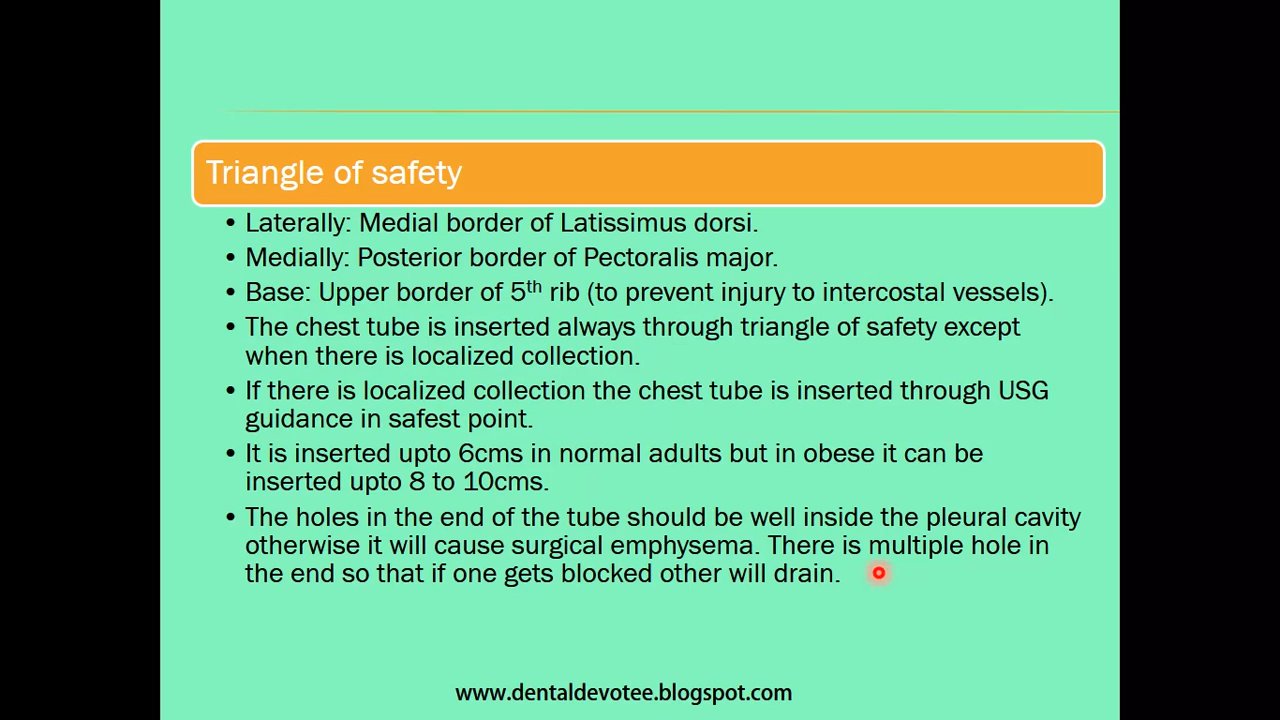 Triangle of safety
• Laterally: Medial border of Latissimus dorsi.
• Medially: Posterior border of Pectoralis major.
• Base: Upper border of 5th rib (to prevent injury to intercostal vessels).
• The chest tube is inserted always through triangle of safety except
when there is localized collection.
• If there is localized collection the chest tube is inserted through USG
guidance in safest point.
• It is inserted upto 6cms in normal adults but in obese it can be
inserted upto 8 to 10cms.
• The holes in the end of the tube should be well inside the pleural cavity
otherwise it will cause surgical emphysema. There is multiple hole in
the end so that if one gets blocked other will drain.
www.dentaldevotee.blogspot.com